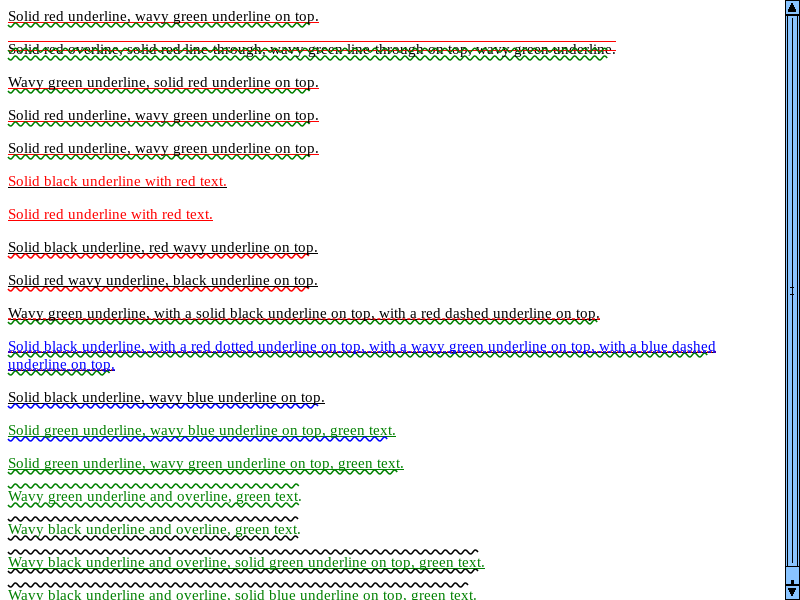 Solid red underline, wavy green underline on top.
Solid red overline, solid red line through, wavy green line through on top, wavy green underline.
Wavy green underline, solid red underline on top.
Solid red underline, wavy green underline on top.
Solid red underline, wavy green underline on top.
Solid black underline with red text.
Solid red underline with red text.
Solid black underline, red wavy underline on top.
Solid red wavy underline, black underline on top.
Wavy green underline, with a solid black underline on top, with a red dashed underline on top.
Solid black underline, with a red dotted underline on top, with a wavy green underline on top, with a blue dashed
underline on top.
Solid black underline, wavy blue underline on top.
Solid green underline, wavy blue underline on top, green text.
Solid green underline, wavy green underline on top, green text.
Wavy green underline and overline, green text.
Wavy black underline and overline, green text.
Wavy black underline and overline, solid green underline on top, green text.
Wavy black underline and overline, solid blue underline on top, green text.